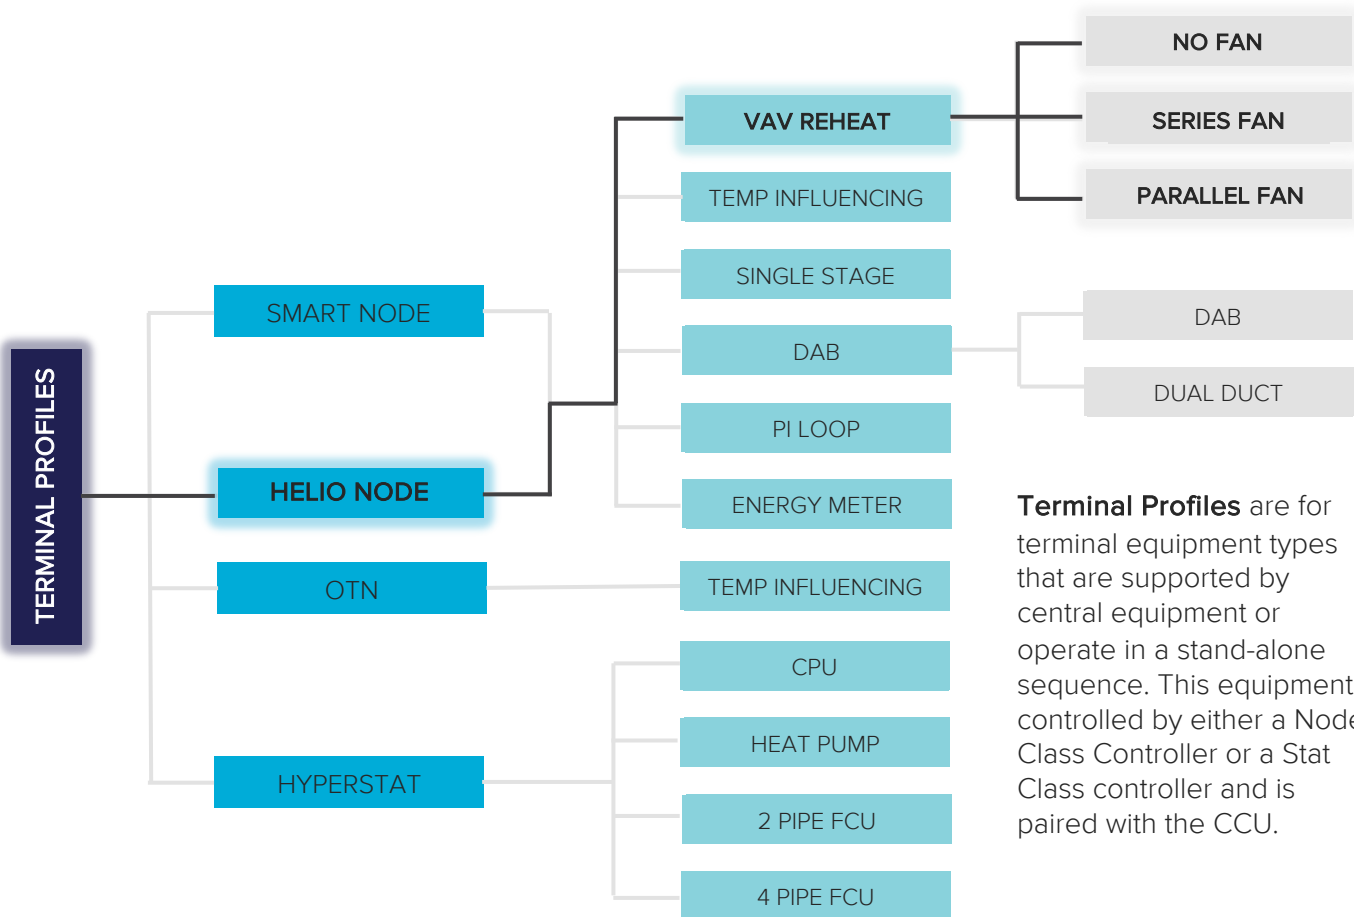 TERMINAL PROFILES
SMART NODE
HELIO NODE
OTN
HYPERSTAT
VAV REHEAT
TEMP INFLUENCING
SINGLE STAGE
DAB
PI LOOP
ENERGY METER
TEMP INFLUENCING
CPU
HEAT PUMP
2 PIPE FCU
4 PIPE FCU
NO FAN
SERIES FAN
PARALLEL FAN
DAB
DUAL DUCT
Terminal Profiles are for
terminal equipment types
that are supported by
central equipment or
operate in a stand-alone
sequence. This equipment
controlled by either a Node
Class Controller or a Stat
Class controller and is
paired with the CCU.